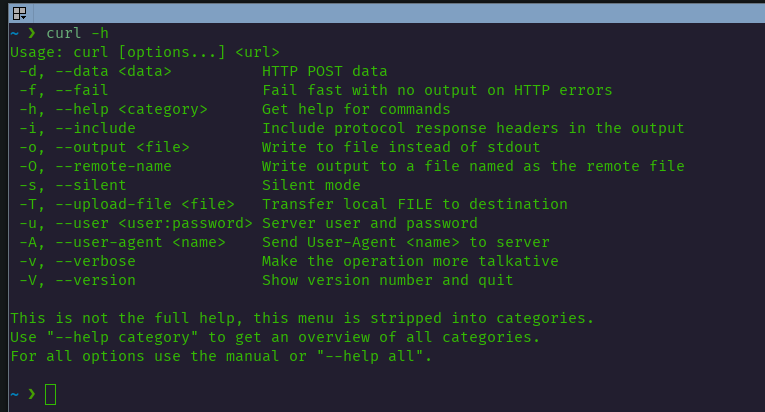 ~ ❯ curl -h
Usage: curl [options...] <url>
 -d, --data <data>          HTTP POST data
 -f, --fail                 Fail fast with no output on HTTP errors
 -h, --help <category>      Get help for commands
 -i, --include              Include protocol response headers in the output
 -o, --output <file>        Write to file instead of stdout
 -O, --remote-name          Write output to a file named as the remote file
 -s, --silent               Silent mode
 -T, --upload-file <file>   Transfer local FILE to destination
 -u, --user <user:password> Server user and password
 -A, --user-agent <name>    Send User-Agent <name> to server
 -v, --verbose              Make the operation more talkative
 -V, --version              Show version number and quit

This is not the full help, this menu is stripped into categories.
Use "--help category" to get an overview of all categories.
For all options use the manual or "--help all".

~ ❯